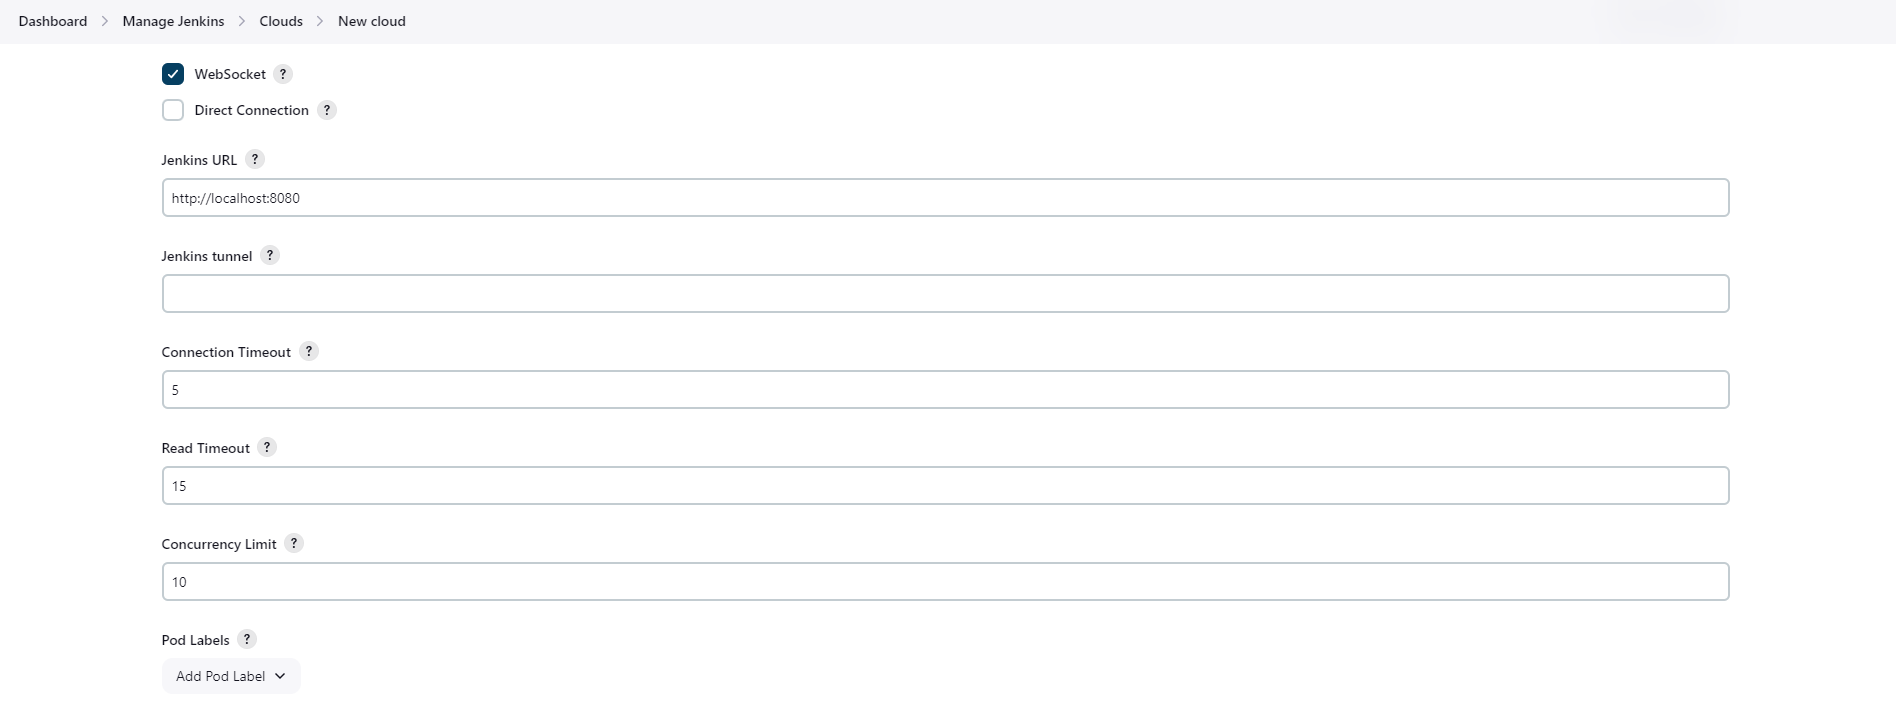 Dashboard > Manage Jenkins > Clouds > New cloud
WebSocket ?
Direct Connection ?
Jenkins URL ?
http://localhost:8080
Jenkins tunnel ?
Connection Timeout ?
5
Read Timeout ?
15
Concurrency Limit ?
10
Pod Labels ?
Add Pod Label